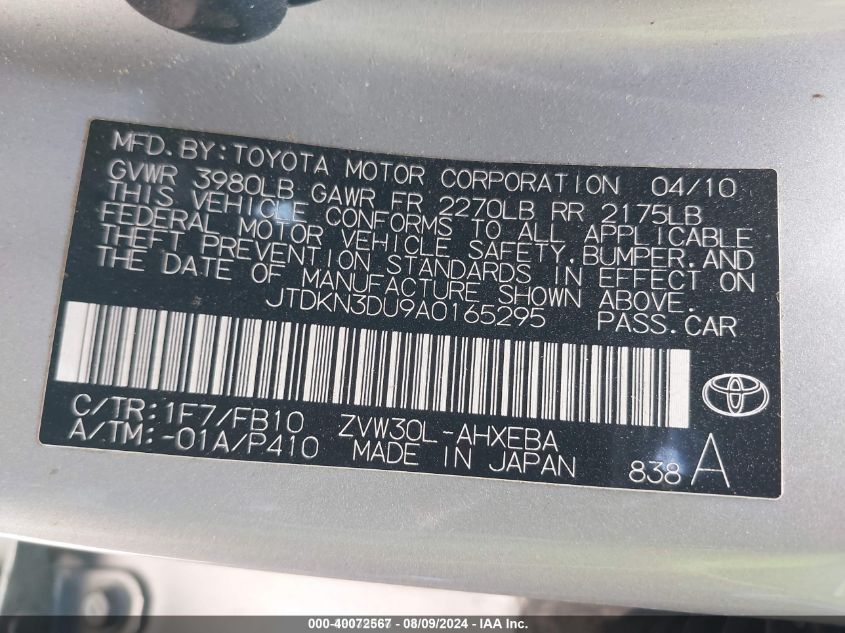 MFD. BY: TOYOTA MOTOR CORPORATION 04/10
GVWR 3980LB GAWR FR 2270LB RR 2175LB
THIS VEHICLE CONFORMS TO ALL APPLICABLE
FEDERAL MOTOR VEHICLE SAFETY, BUMPER, AND
THEFT PREVENTION STANDARDS IN EFFECT ON
THE DATE OF MANUFACTURE SHOWN ABOVE.
JTDKN3DU9A0165295 PASS. CAR
C/TR: 1F7/FB10 ZVW30L-AHXEBA
A/TM: -01A/P410 MADE IN JAPAN 838 A
000-40072567 - 08/09/2024 - IAA Inc.